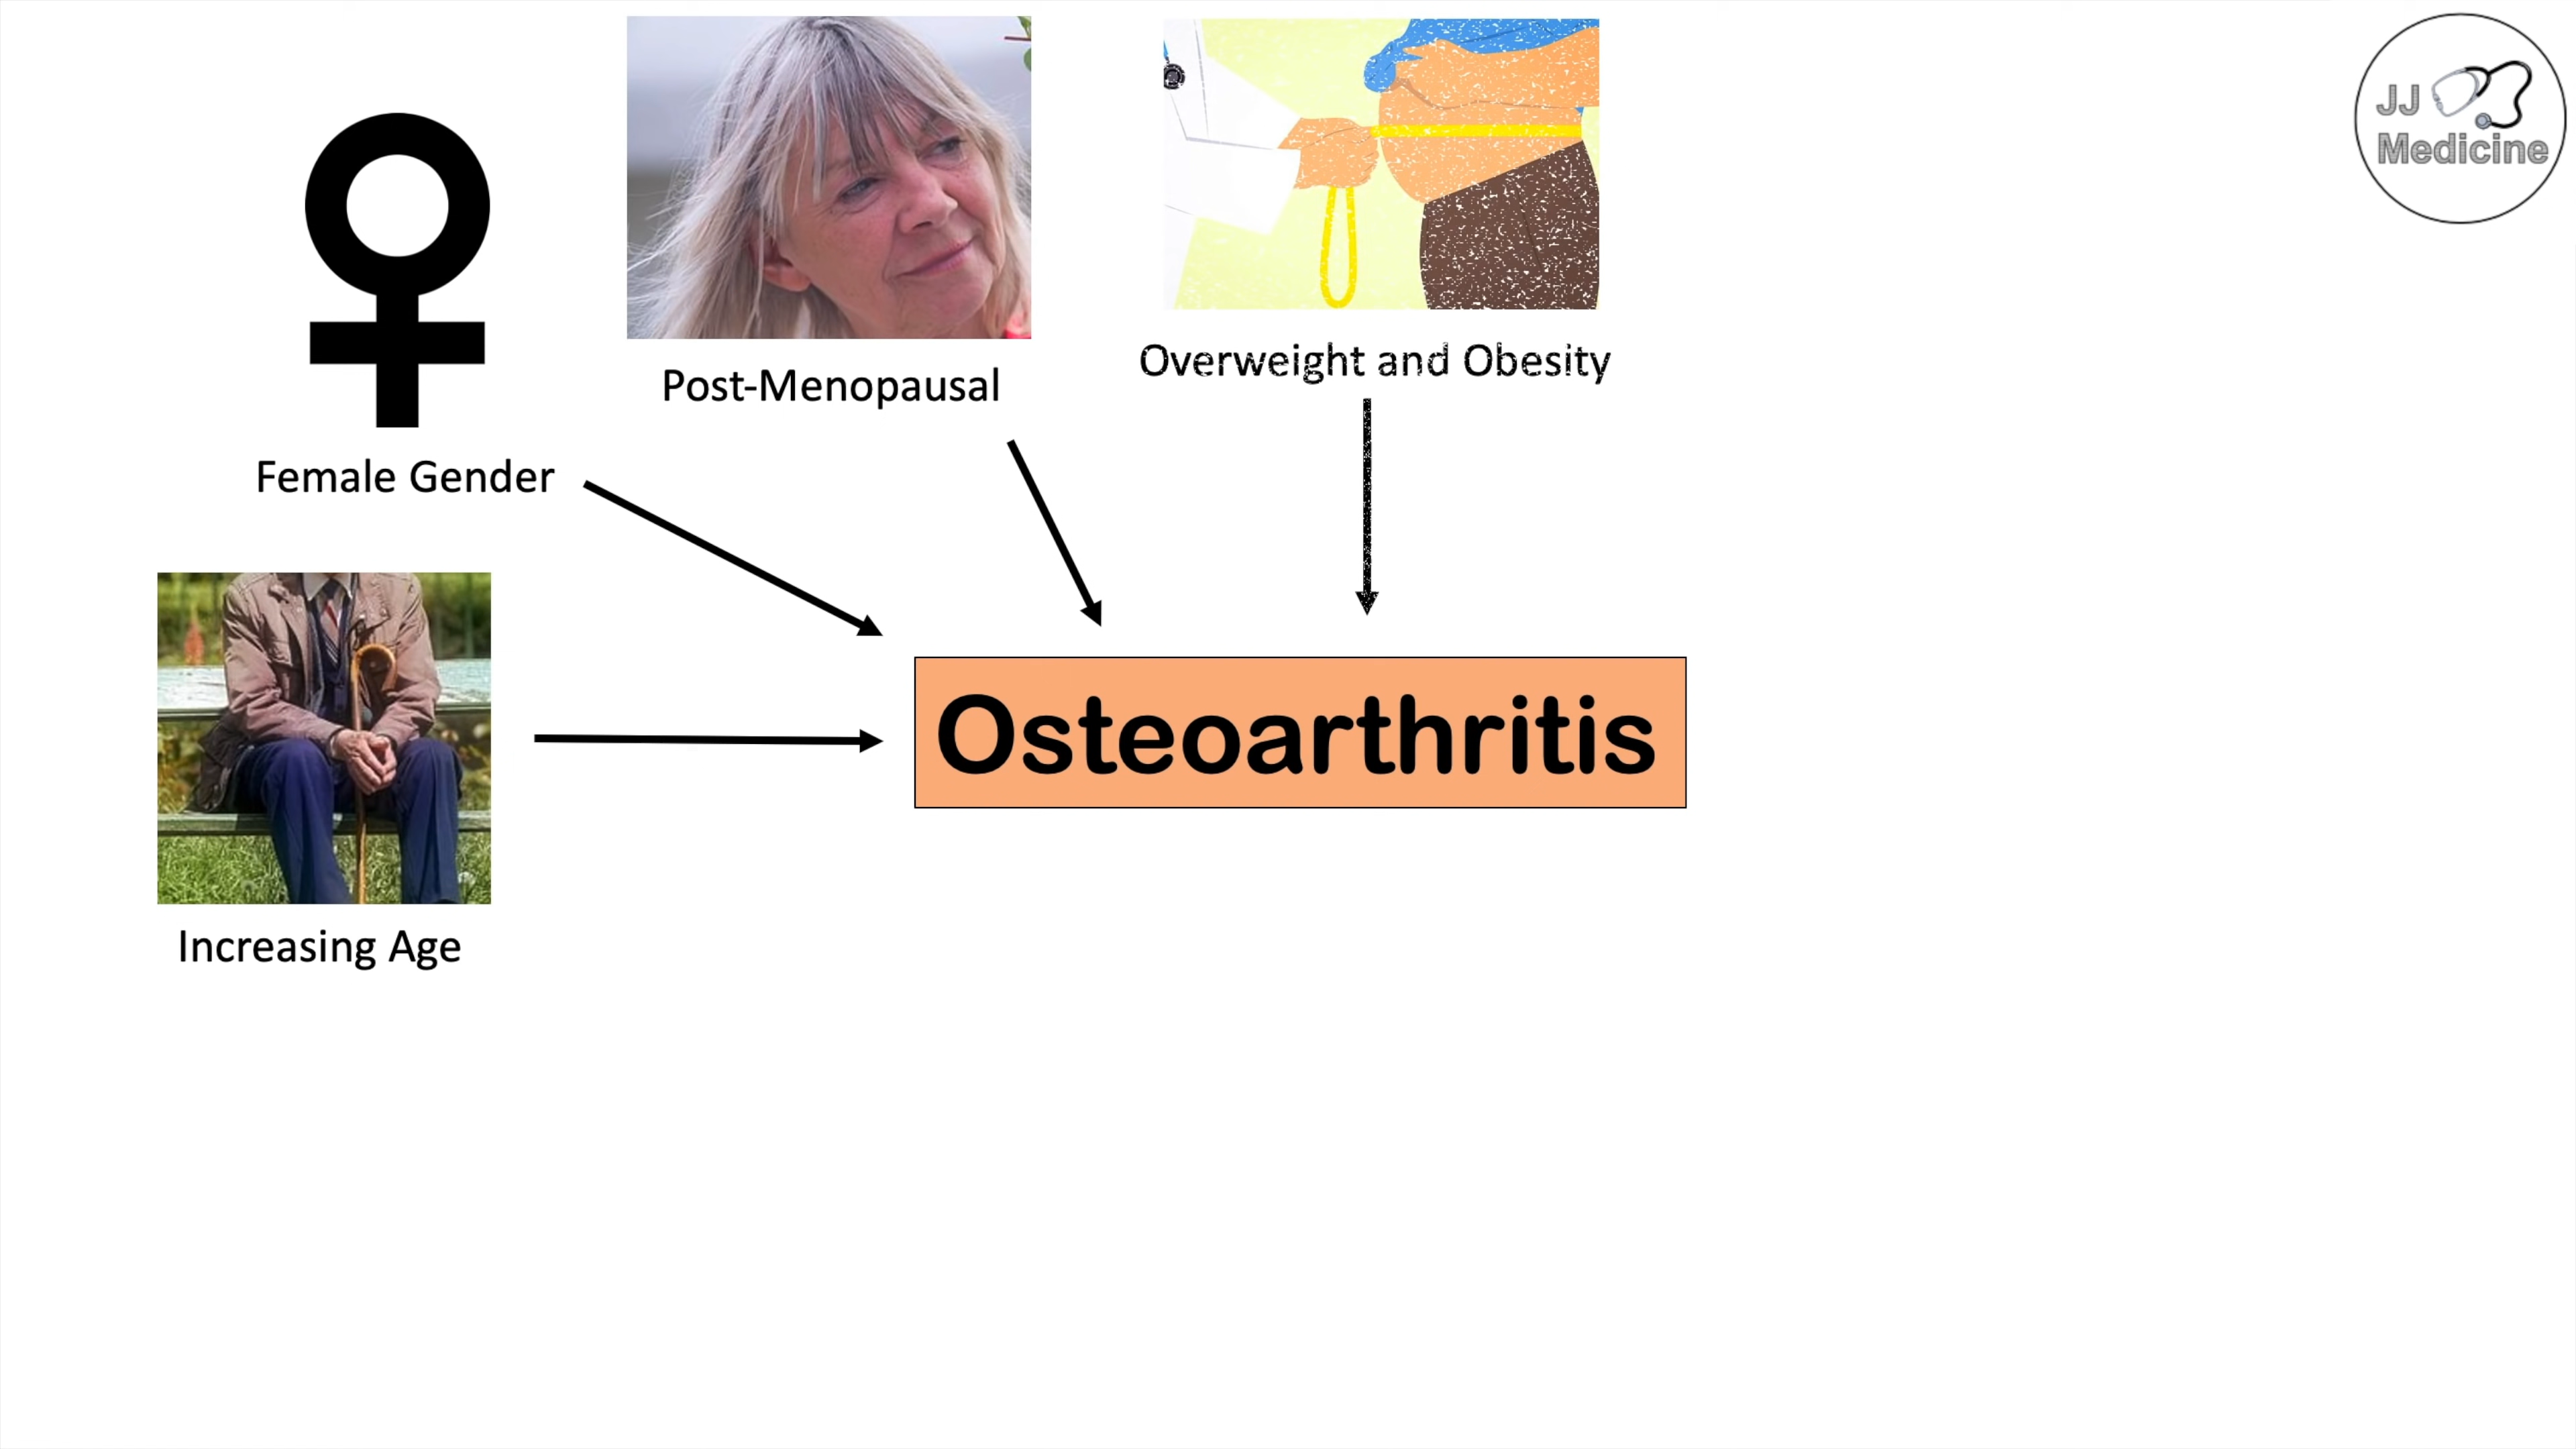 JJ
Medicine
Post-Menopausal
Overweight and Obesity
Female Gender
Osteoarthritis
Increasing Age